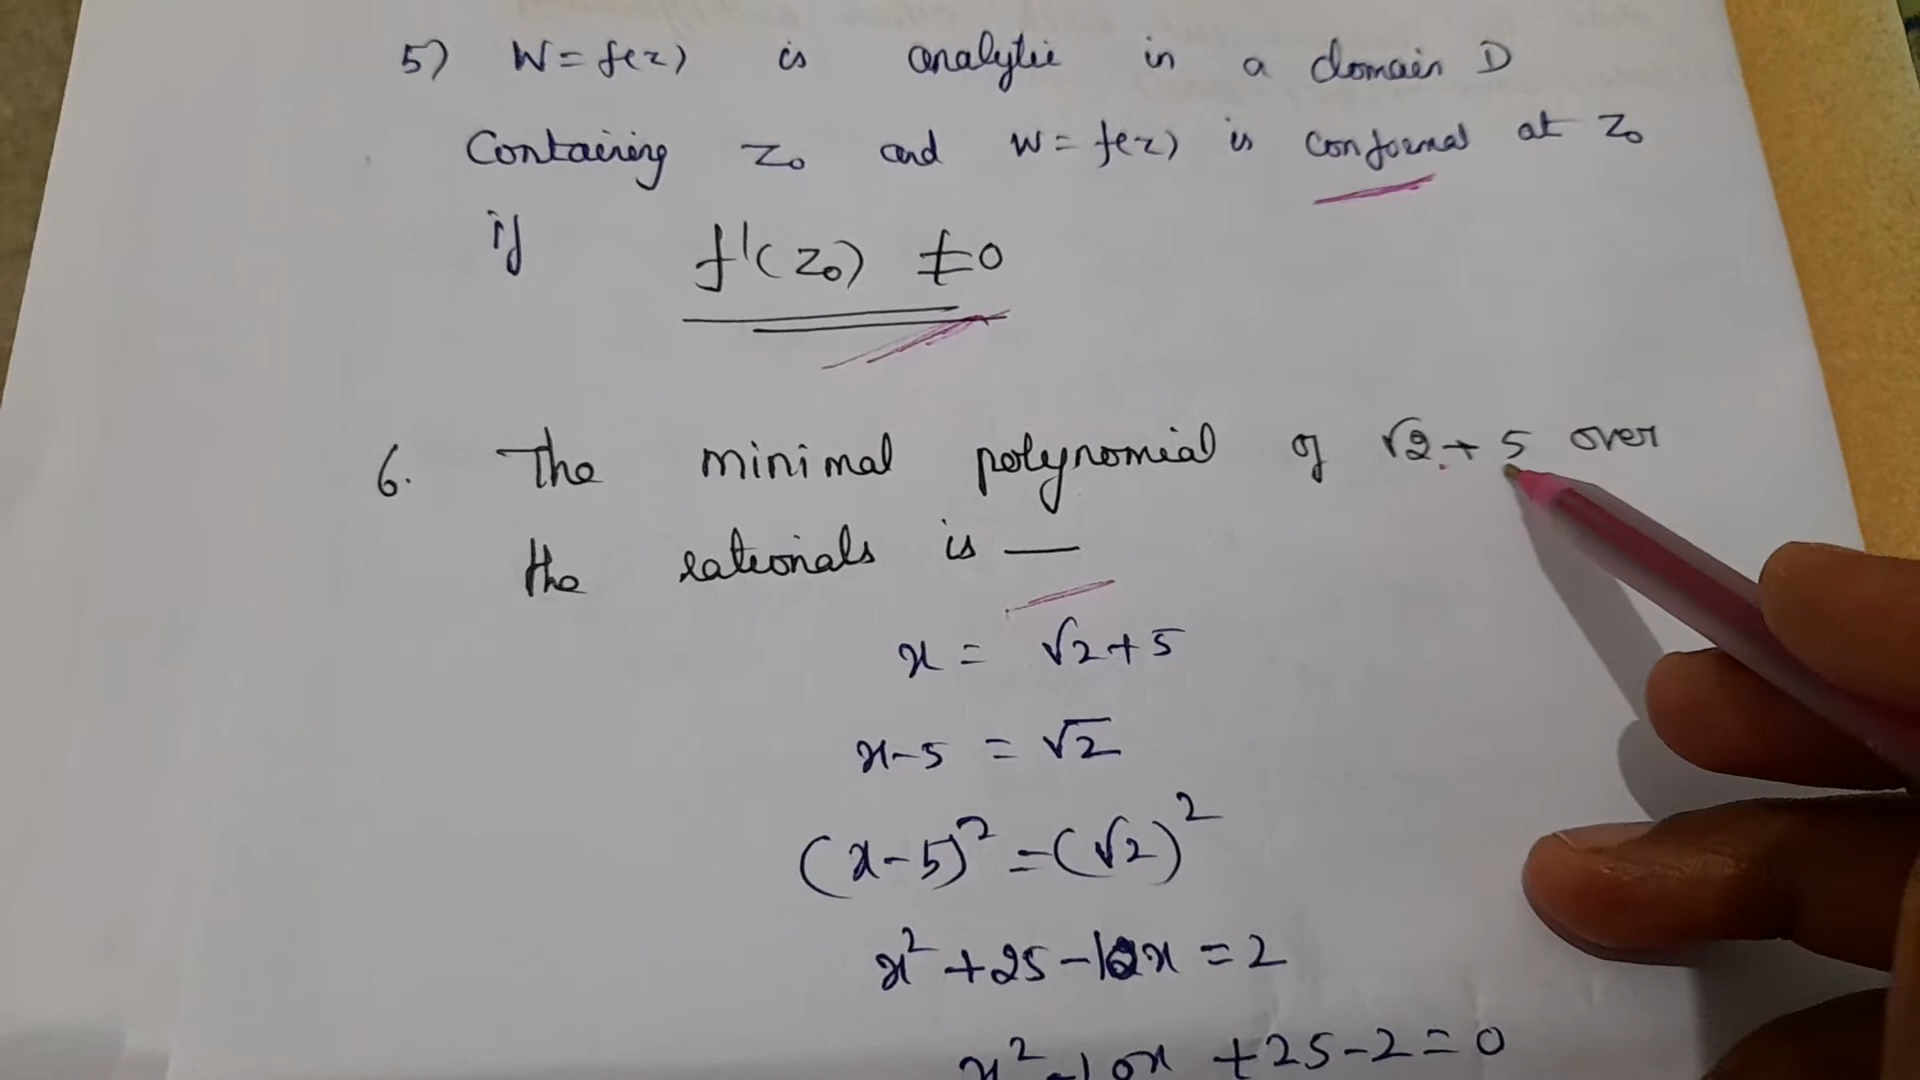 5) W = f(z) is analytic in a domain D
Containing z₀ and w = f(z) is conformal at z₀
if f'(z₀) ≠ 0
6. The minimal polynomial of √2 + 5 over
the rationals is —
x = √2 + 5
x - 5 = √2
(x - 5)² = (√2)²
x² + 25 - 10x = 2
x² - 10x + 25 - 2 = 0